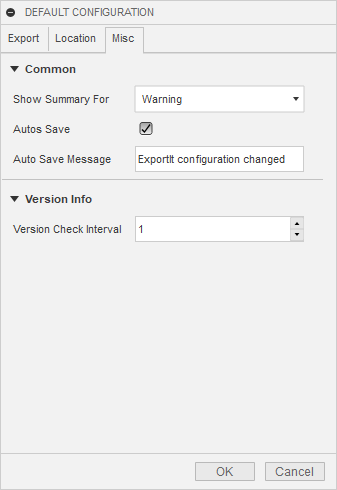 DEFAULT CONFIGURATION
Export Location Misc
Common
Show Summary For Warning
Autos Save
Auto Save Message ExportIt configuration changed
Version Info
Version Check Interval 1
OK Cancel